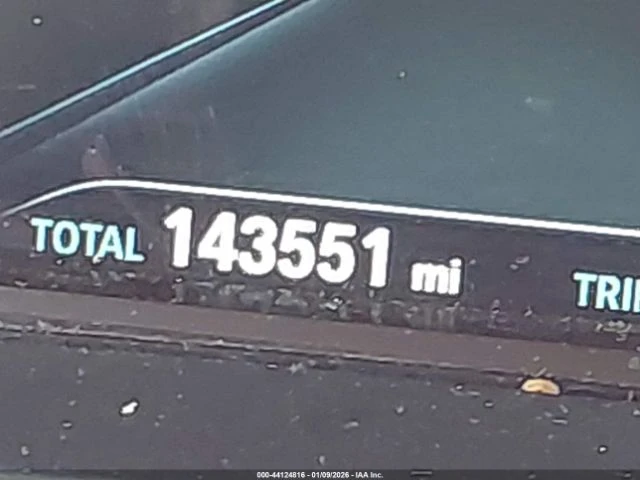 TOTAL 143551 mi TRI
000-44124816 - 01/09/2026 - IAA Inc.